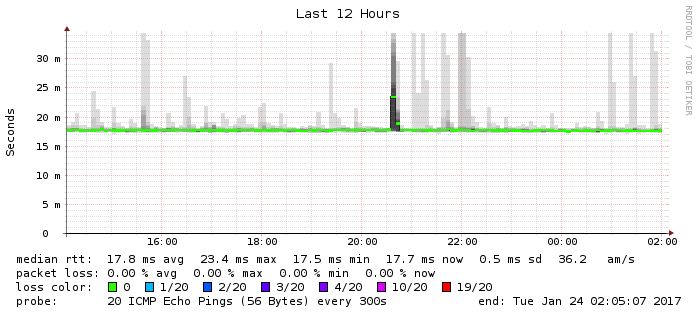 Last 12 Hours
RRDTOOL / TOBI OETIKER
Seconds
30 m
25 m
20 m
15 m
10 m
5 m
0
16:00 18:00 20:00 22:00 00:00 02:00
median rtt: 17.8 ms avg 23.4 ms max 17.5 ms min 17.7 ms now 0.5 ms sd 36.2 am/s
packet loss: 0.00 % avg 0.00 % max 0.00 % min 0.00 % now
loss color: 0 1/20 2/20 3/20 4/20 10/20 19/20
probe: 20 ICMP Echo Pings (56 Bytes) every 300s end: Tue Jan 24 02:05:07 2017